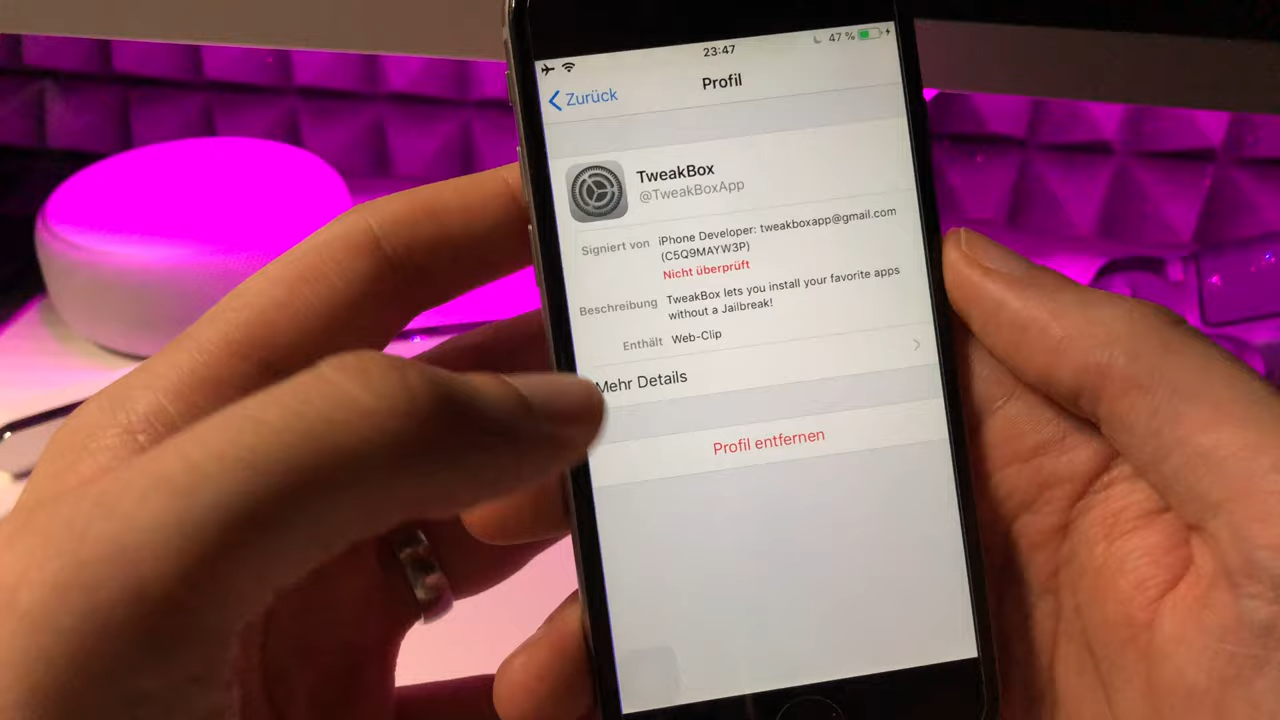 23:47
47 %
Zurück
Profil
TweakBox
@TweakBoxApp
Signiert von iPhone Developer: tweakboxapp@gmail.com
(C5Q9MAYW3P)
Nicht überprüft
Beschreibung TweakBox lets you install your favorite apps
without a Jailbreak!
Enthält Web-Clip
Mehr Details
Profil entfernen